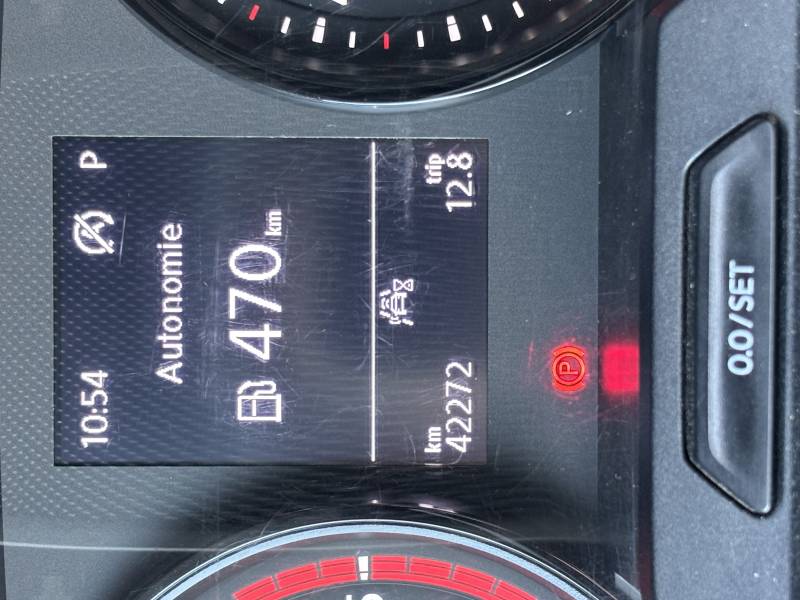 10:54 P
Autonomie
470 km
km trip
42272 12.8
P
0.0/SET